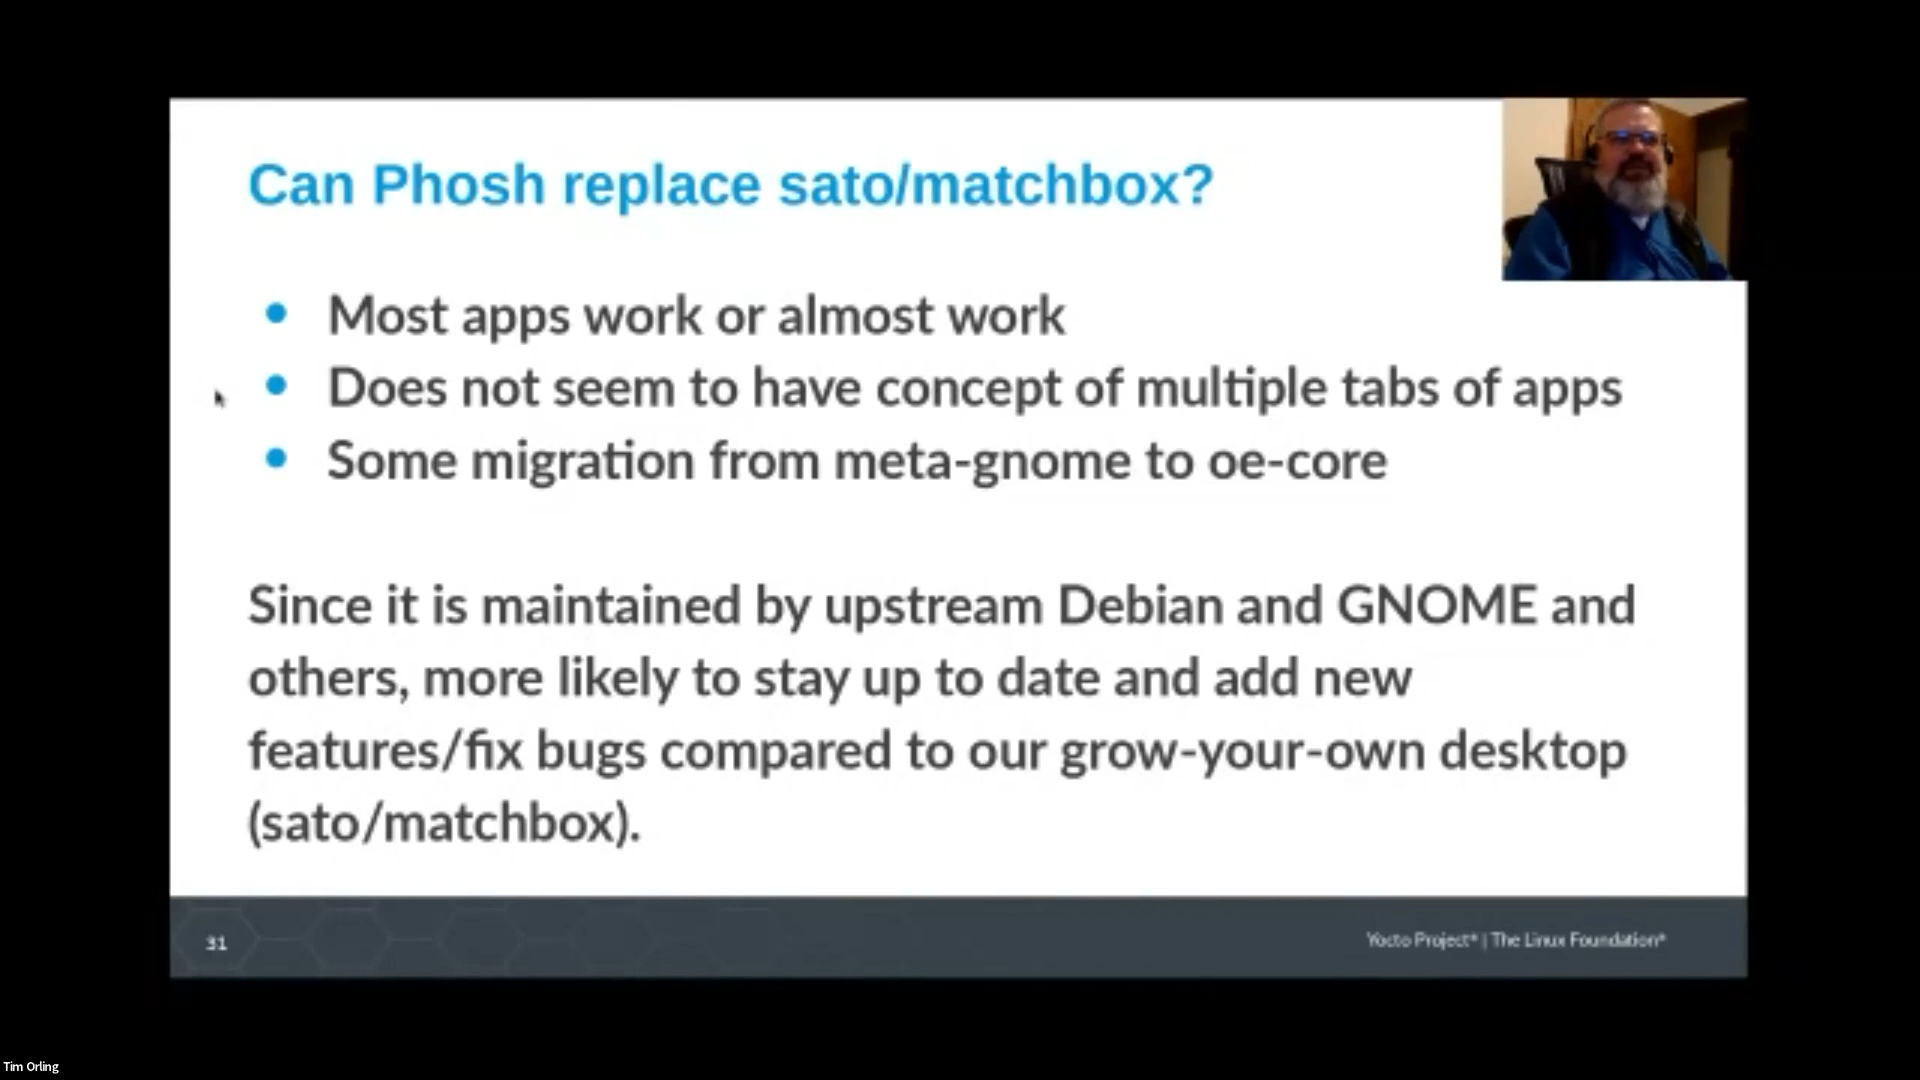 Can Phosh replace sato/matchbox?
• Most apps work or almost work
• Does not seem to have concept of multiple tabs of apps
• Some migration from meta-gnome to oe-core
Since it is maintained by upstream Debian and GNOME and
others, more likely to stay up to date and add new
features/fix bugs compared to our grow-your-own desktop
(sato/matchbox).
31
Yocto Project® | The Linux Foundation®
Tim Orling